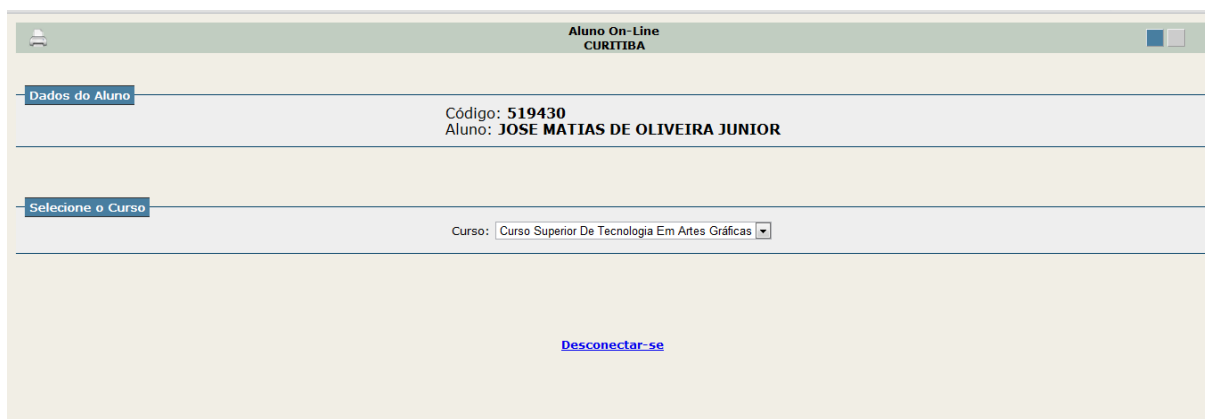 Aluno On-Line
CURITIBA
Dados do Aluno
Código: 519430
Aluno: JOSE MATIAS DE OLIVEIRA JUNIOR
Selecione o Curso
Curso: Curso Superior De Tecnologia Em Artes Gráficas
Desconectar-se